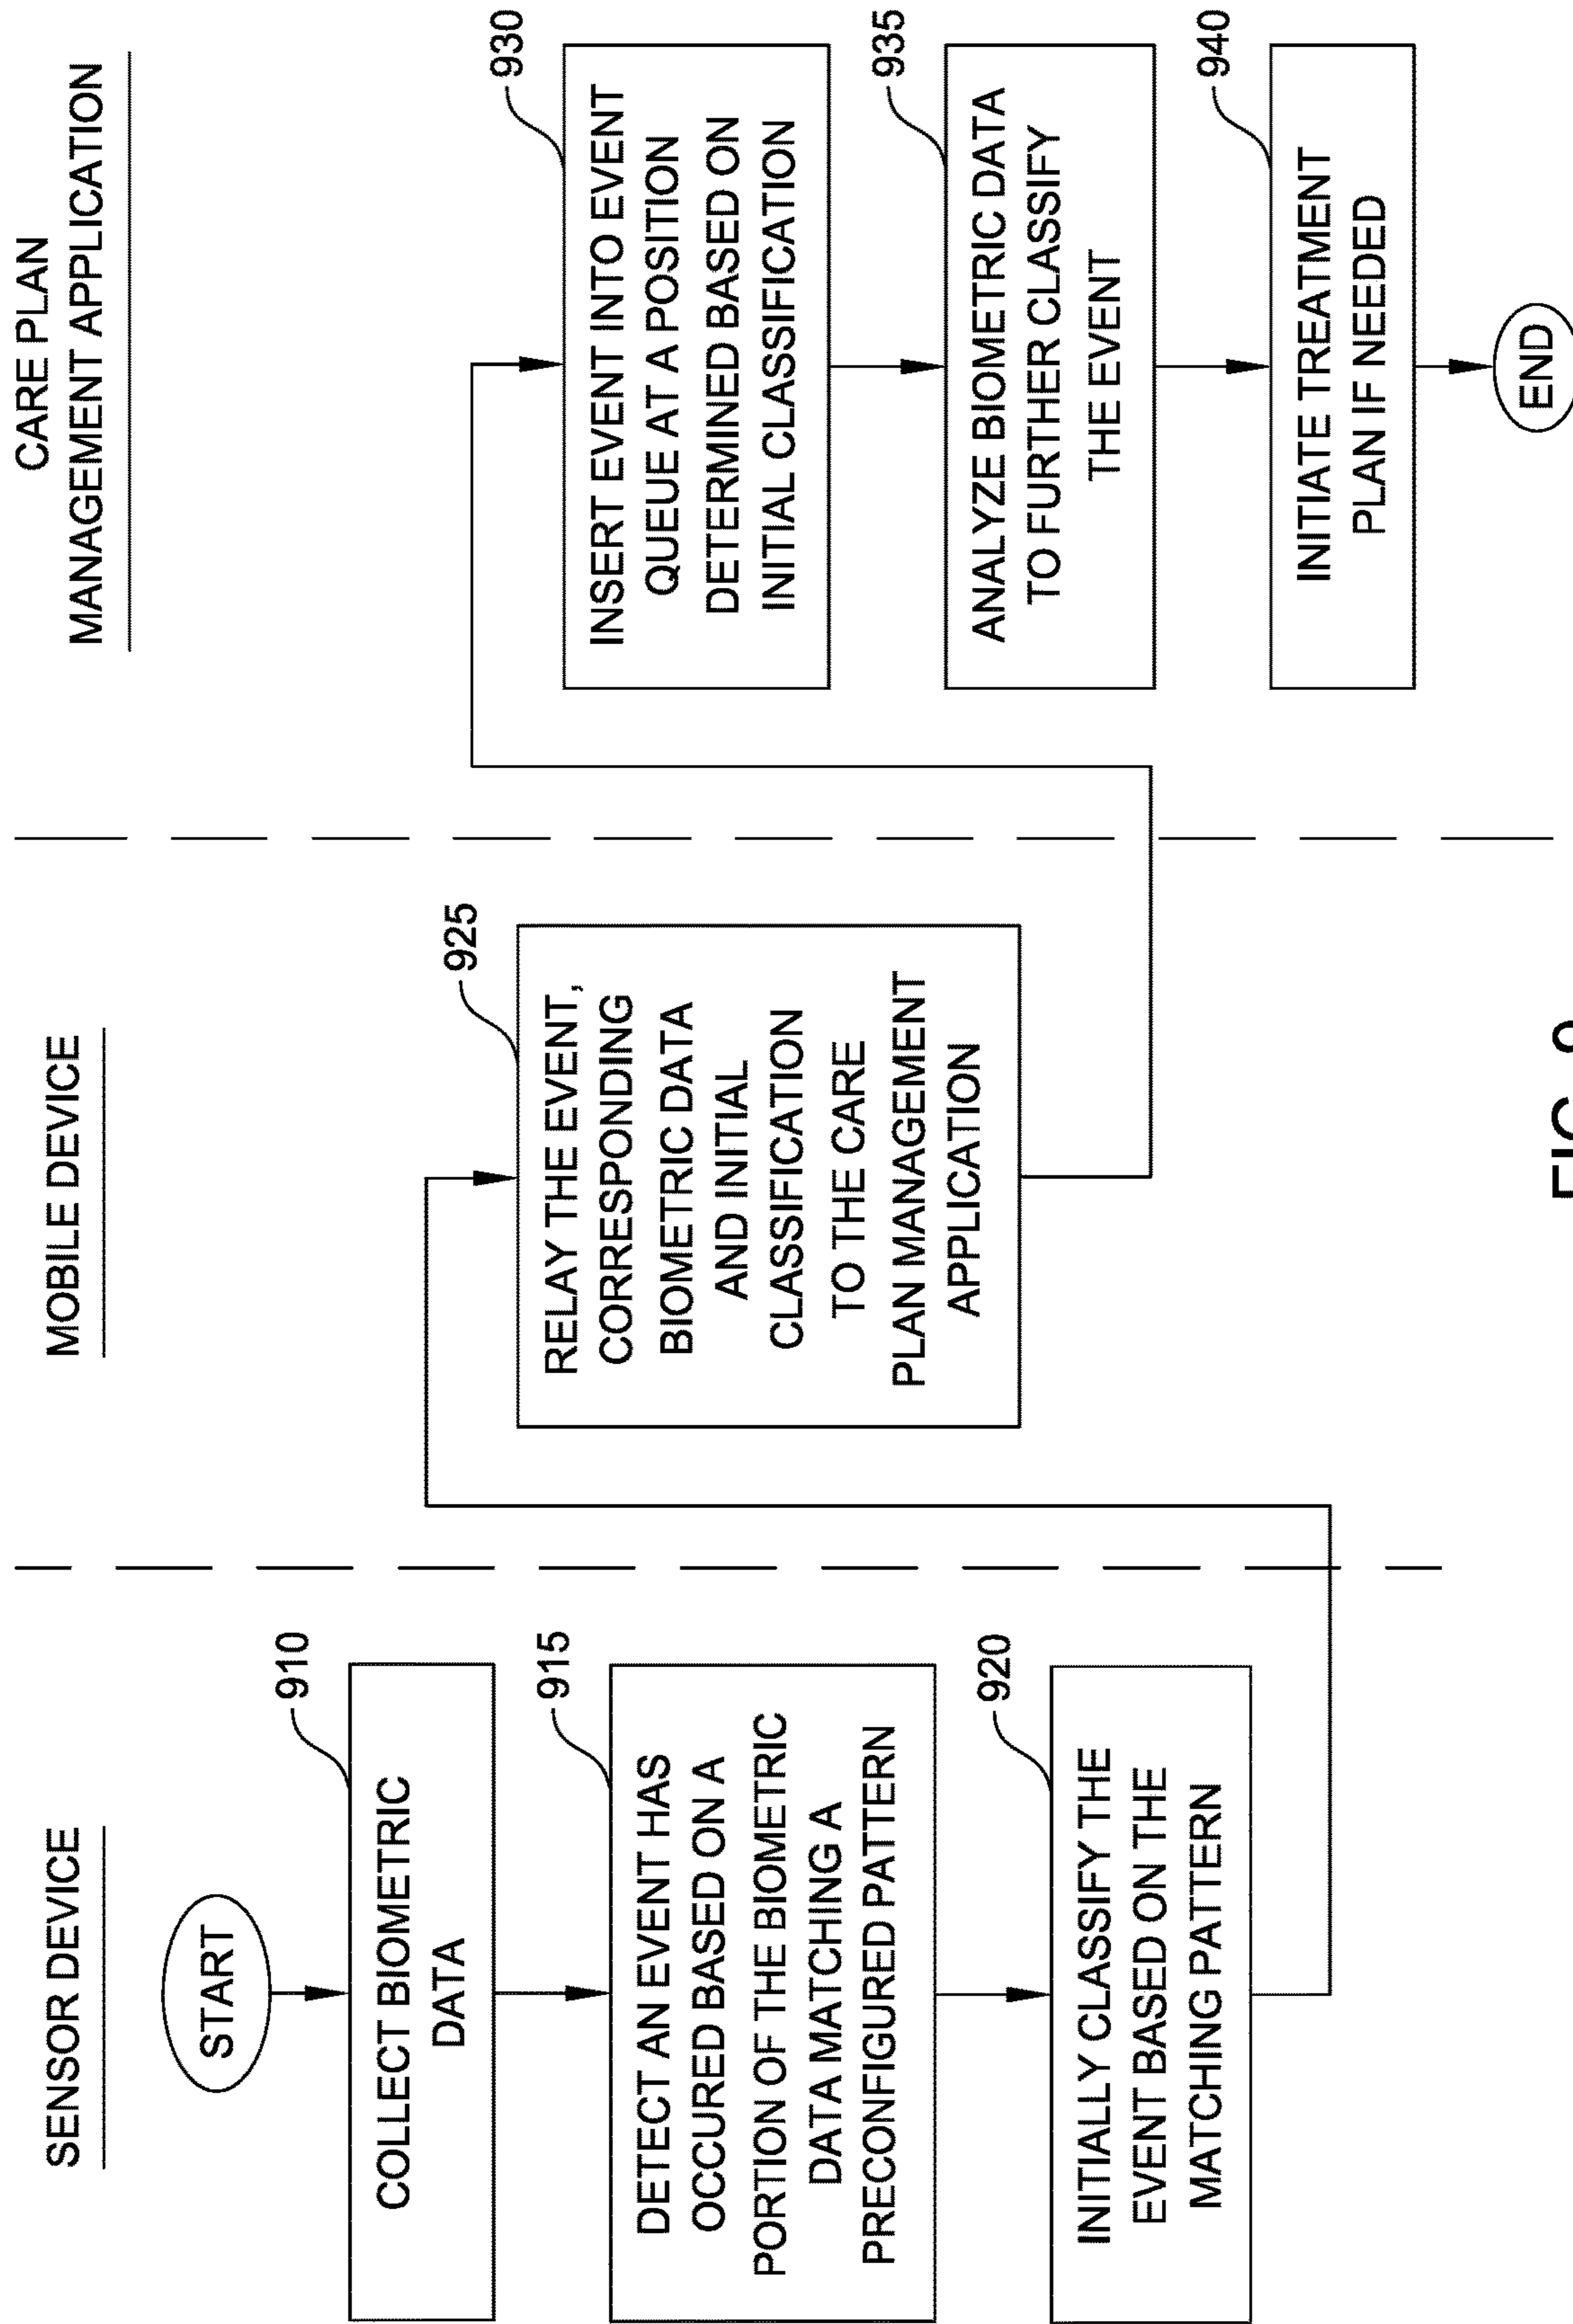 SENSOR DEVICE
START
910
COLLECT BIOMETRIC
DATA
915
DETECT AN EVENT HAS
OCCURED BASED ON A
PORTION OF THE BIOMETRIC
DATA MATCHING A
PRECONFIGURED PATTERN
920
INITIALLY CLASSIFY THE
EVENT BASED ON THE
MATCHING PATTERN
MOBILE DEVICE
925
RELAY THE EVENT,
CORRESPONDING
BIOMETRIC DATA
AND INITIAL
CLASSIFICATION
TO THE CARE
PLAN MANAGEMENT
APPLICATION
CARE PLAN
MANAGEMENT APPLICATION
930
INSERT EVENT INTO EVENT
QUEUE AT A POSITION
DETERMINED BASED ON
INITIAL CLASSIFICATION
935
ANALYZE BIOMETRIC DATA
TO FURTHER CLASSIFY
THE EVENT
940
INITIATE TREATMENT
PLAN IF NEEDED
END
FIG